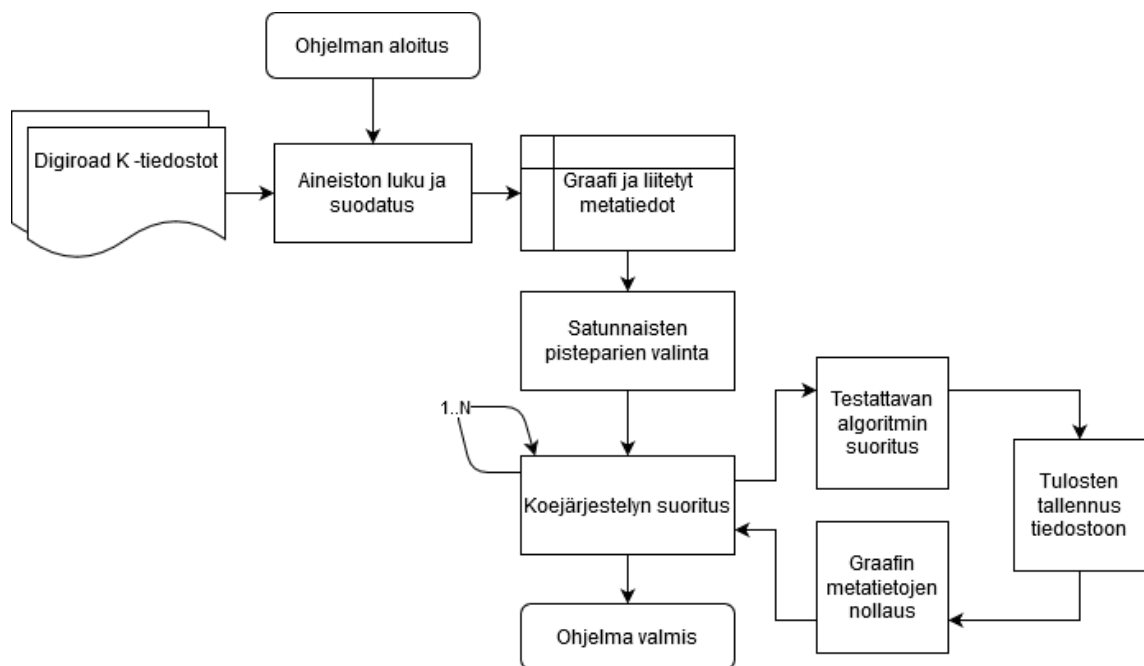 Ohjelman aloitus
Digiroad K -tiedostot
Aineiston luku ja
suodatus
Graafi ja liitetyt
metatiedot
Satunnaisten
pisteparien valinta
1..N
Koejärjestelyn suoritus
Testattavan
algoritmin
suoritus
Tulosten
tallennus
tiedostoon
Graafin
metatietojen
nollaus
Ohjelma valmis